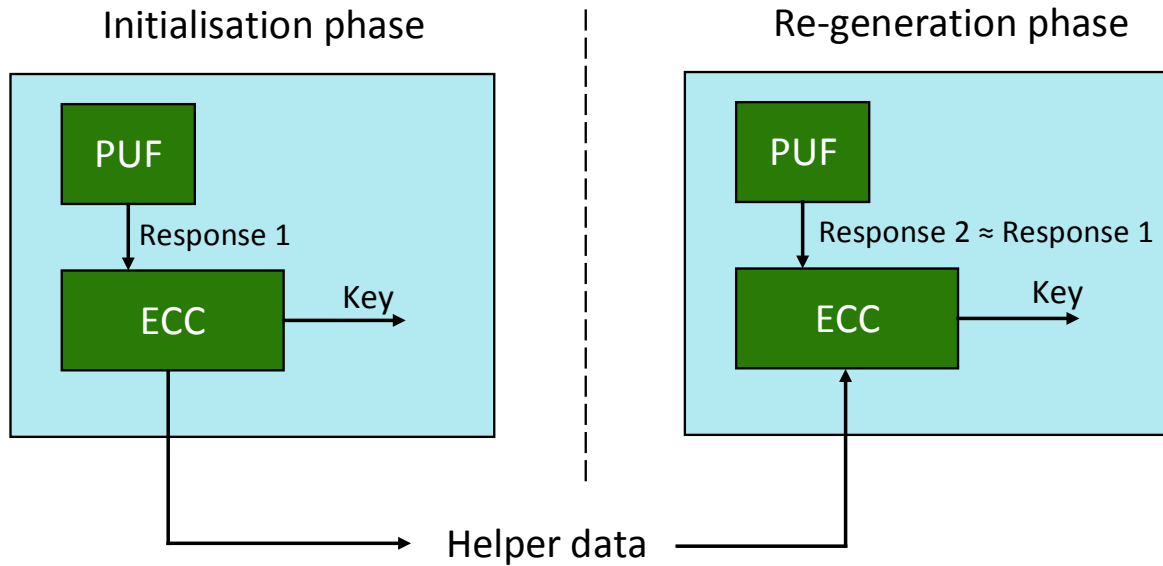 Initialisation phase
Re-generation phase
PUF
Response 1
ECC
Key
PUF
Response 2 ≈ Response 1
ECC
Key
Helper data